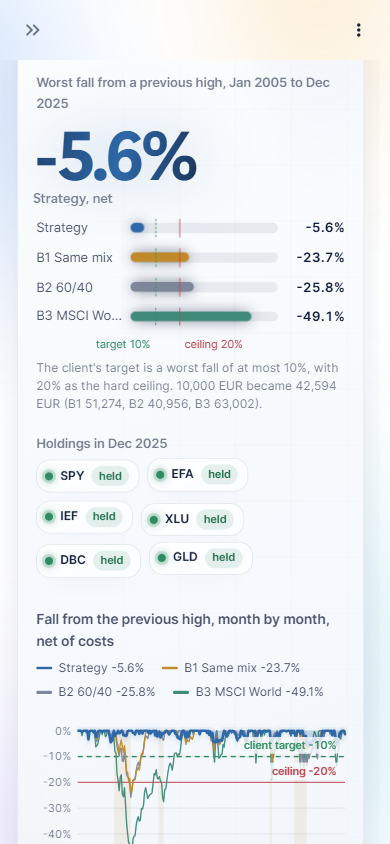 Worst fall from a previous high, Jan 2005 to Dec
2025
-5.6%
Strategy, net
Strategy -5.6%
B1 Same mix -23.7%
B2 60/40 -25.8%
B3 MSCI Wo... -49.1%
target 10% ceiling 20%
The client's target is a worst fall of at most 10%, with
20% as the hard ceiling. 10,000 EUR became 42,594
EUR (B1 51,274, B2 40,956, B3 63,002).
Holdings in Dec 2025
SPY held EFA held
IEF held XLU held
DBC held GLD held
Fall from the previous high, month by month,
net of costs
Strategy -5.6% B1 Same mix -23.7%
B2 60/40 -25.8% B3 MSCI World -49.1%
0%
client target -10%
-10%
ceiling -20%
-20%
-30%
-40%